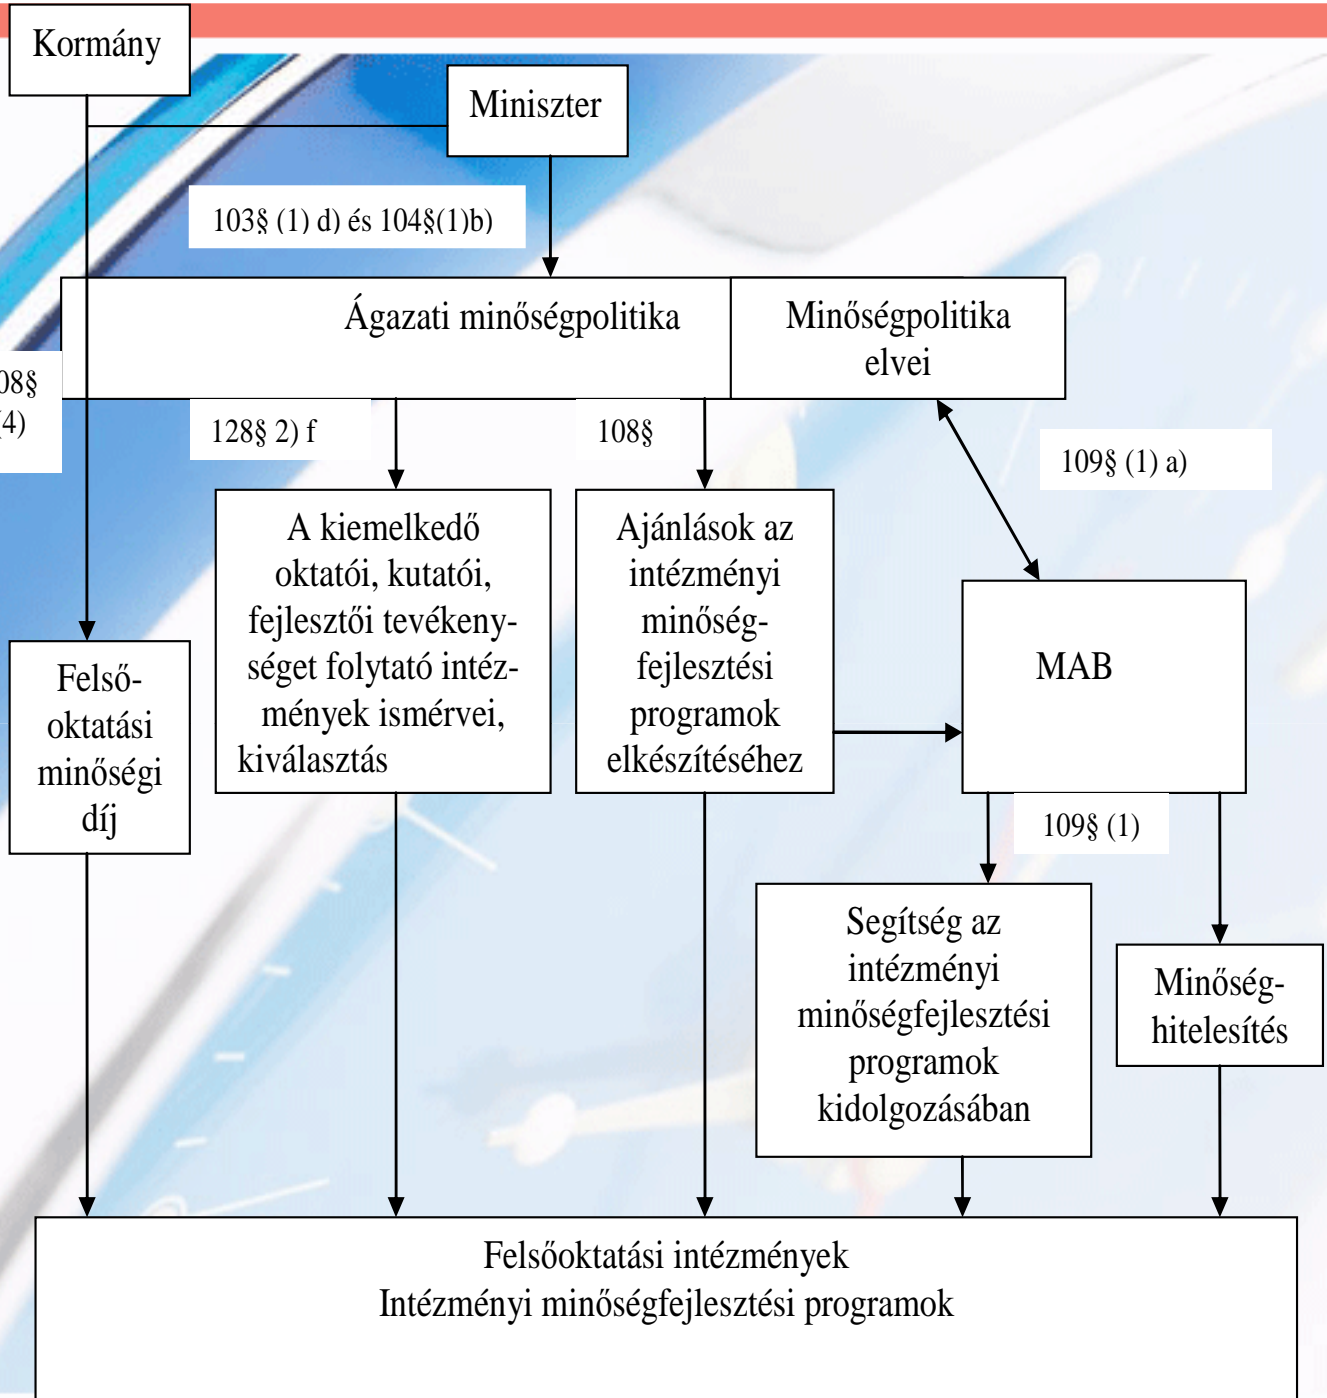 Kormány
Miniszter
103§ (1) d) és 104§(1)b)
Ágazati minőségpolitika
Minőségpolitika
elvei
08§
(4)
128§ 2) f
108§
109§ (1) a)
A kiemelkedő
oktatói, kutatói,
fejlesztői tevékeny-
séget folytató intéz-
mények ismérvei,
kiválasztás
Ajánlások az
intézményi
minőség-
fejlesztési
programok
elkészítéséhez
MAB
Felső-
oktatási
minőségi
díj
109§ (1)
Segítség az
intézményi
minőségfejlesztési
programok
kidolgozásában
Minőség-
hitelesítés
Felsőoktatási intézmények
Intézményi minőségfejlesztési programok